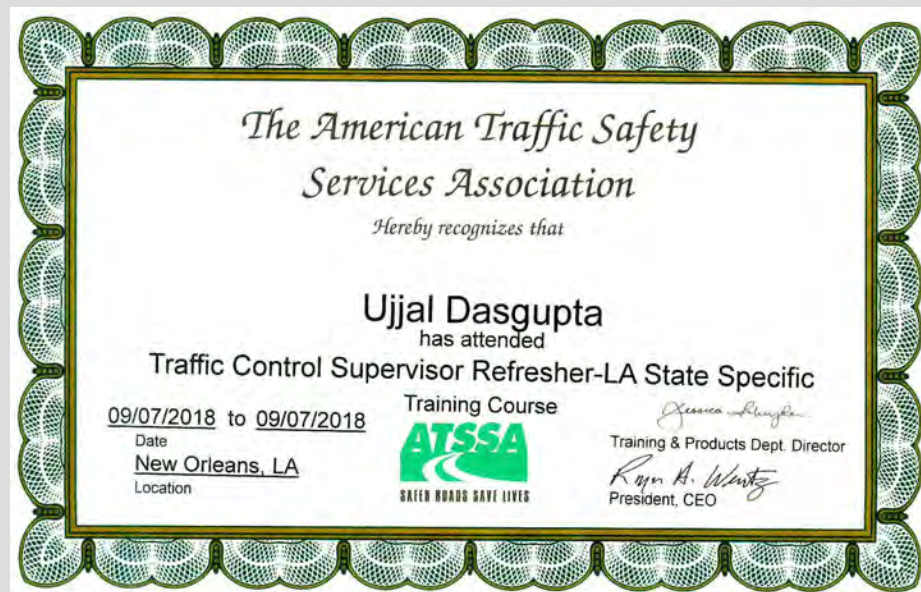 The American Traffic Safety
Services Association
Hereby recognizes that
Ujjal Dasgupta
has attended
Traffic Control Supervisor Refresher-LA State Specific
Training Course
09/07/2018 to 09/07/2018
Date
New Orleans, LA
Location
ATSSA
SAFER ROADS SAVE LIVES
Jessica
Training & Products Dept. Director
A. Wentz
President, CEO